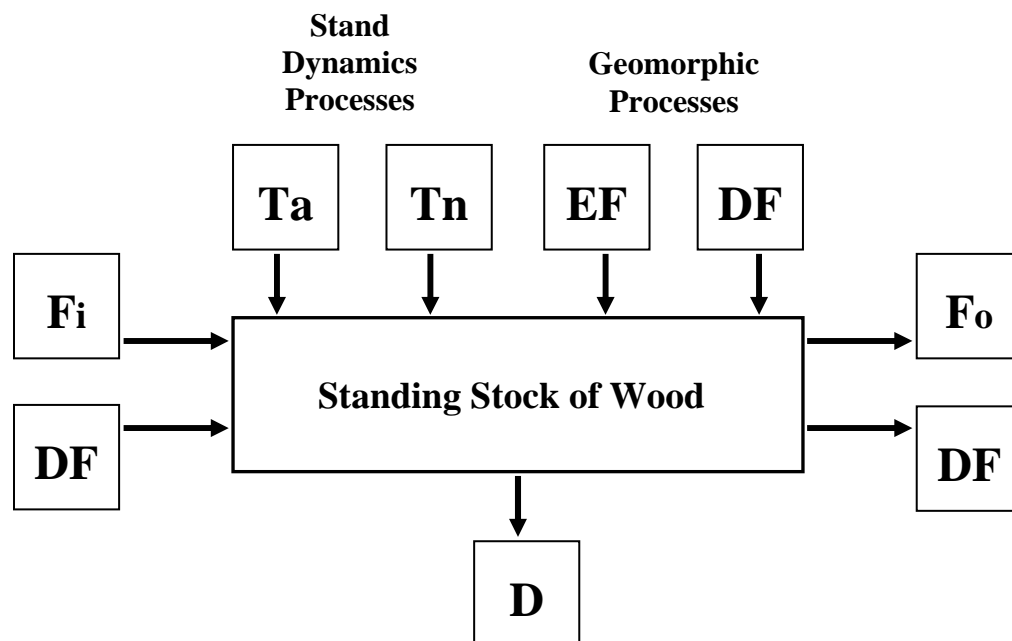 Stand
Dynamics
Processes
Geomorphic
Processes
Ta
Tn
EF
DF
Fi
Fo
Standing Stock of Wood
DF
DF
D